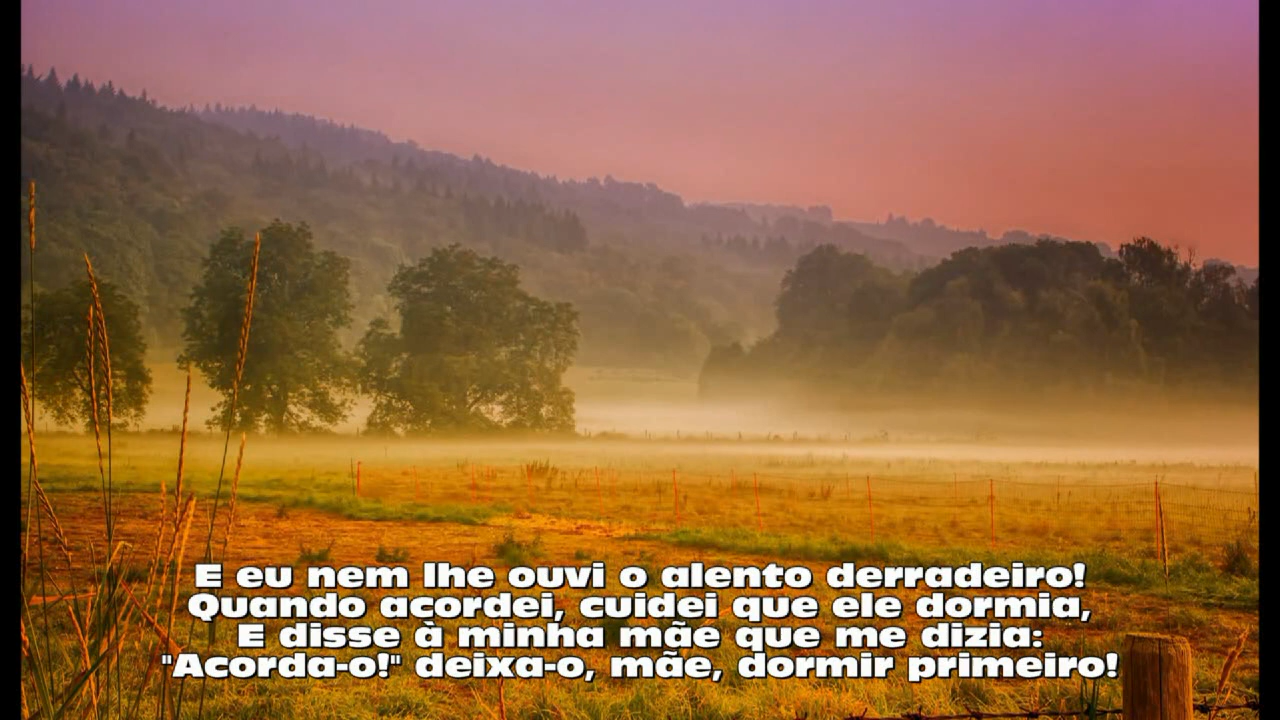 E eu nem lhe ouvi o alento derradeiro!
Quando acordei, cuidei que ele dormia,
E disse à minha mãe que me dizia:
"Acorda-o!" deixa-o, mãe, dormir primeiro!